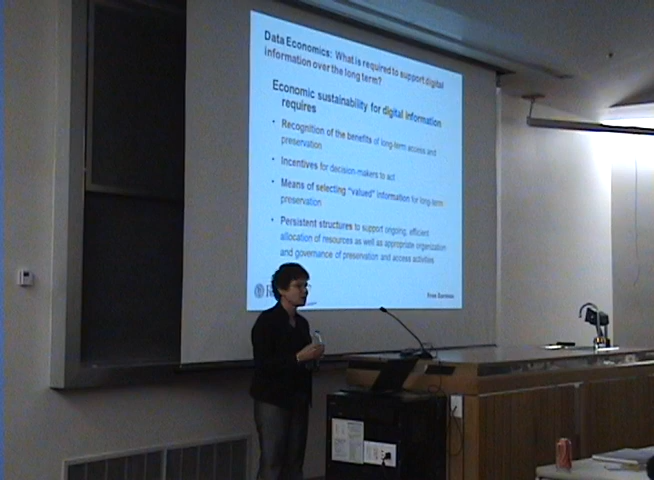 Data Economics: What is required to support digital
information over the long term?
Economic sustainability for digital information
requires
• Recognition of the benefits of long-term access and
preservation
• Incentives for decision-makers to act
• Means of selecting "valued" information for long-term
preservation
• Persistent structures to support ongoing, efficient
allocation of resources as well as appropriate organization
and governance of preservation and access activities